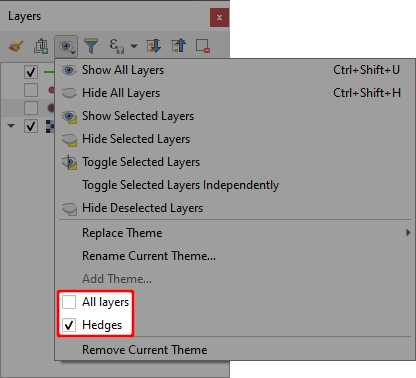 Layers
Show All Layers Ctrl+Shift+U
Hide All Layers Ctrl+Shift+H
Show Selected Layers
Hide Selected Layers
Toggle Selected Layers
Toggle Selected Layers Independently
Hide Deselected Layers
Replace Theme
Rename Current Theme...
Add Theme...
All layers
Hedges
Remove Current Theme